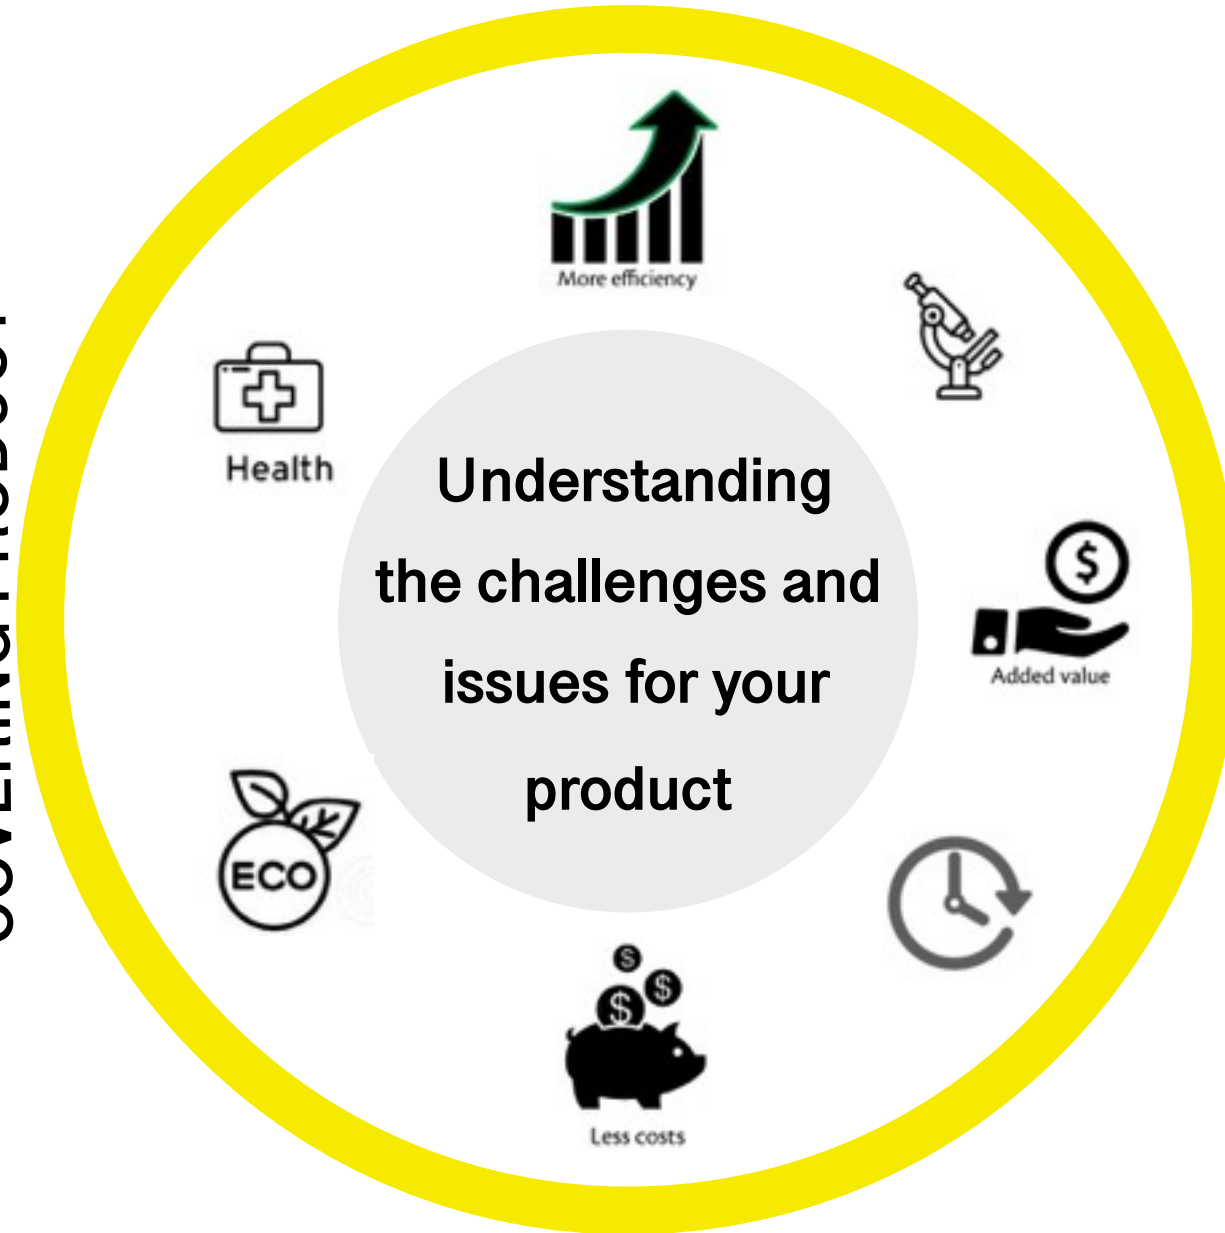 More efficiency
Health
Understanding
the challenges and
issues for your
product
$
Added value
ECO
$
$
$
Less costs